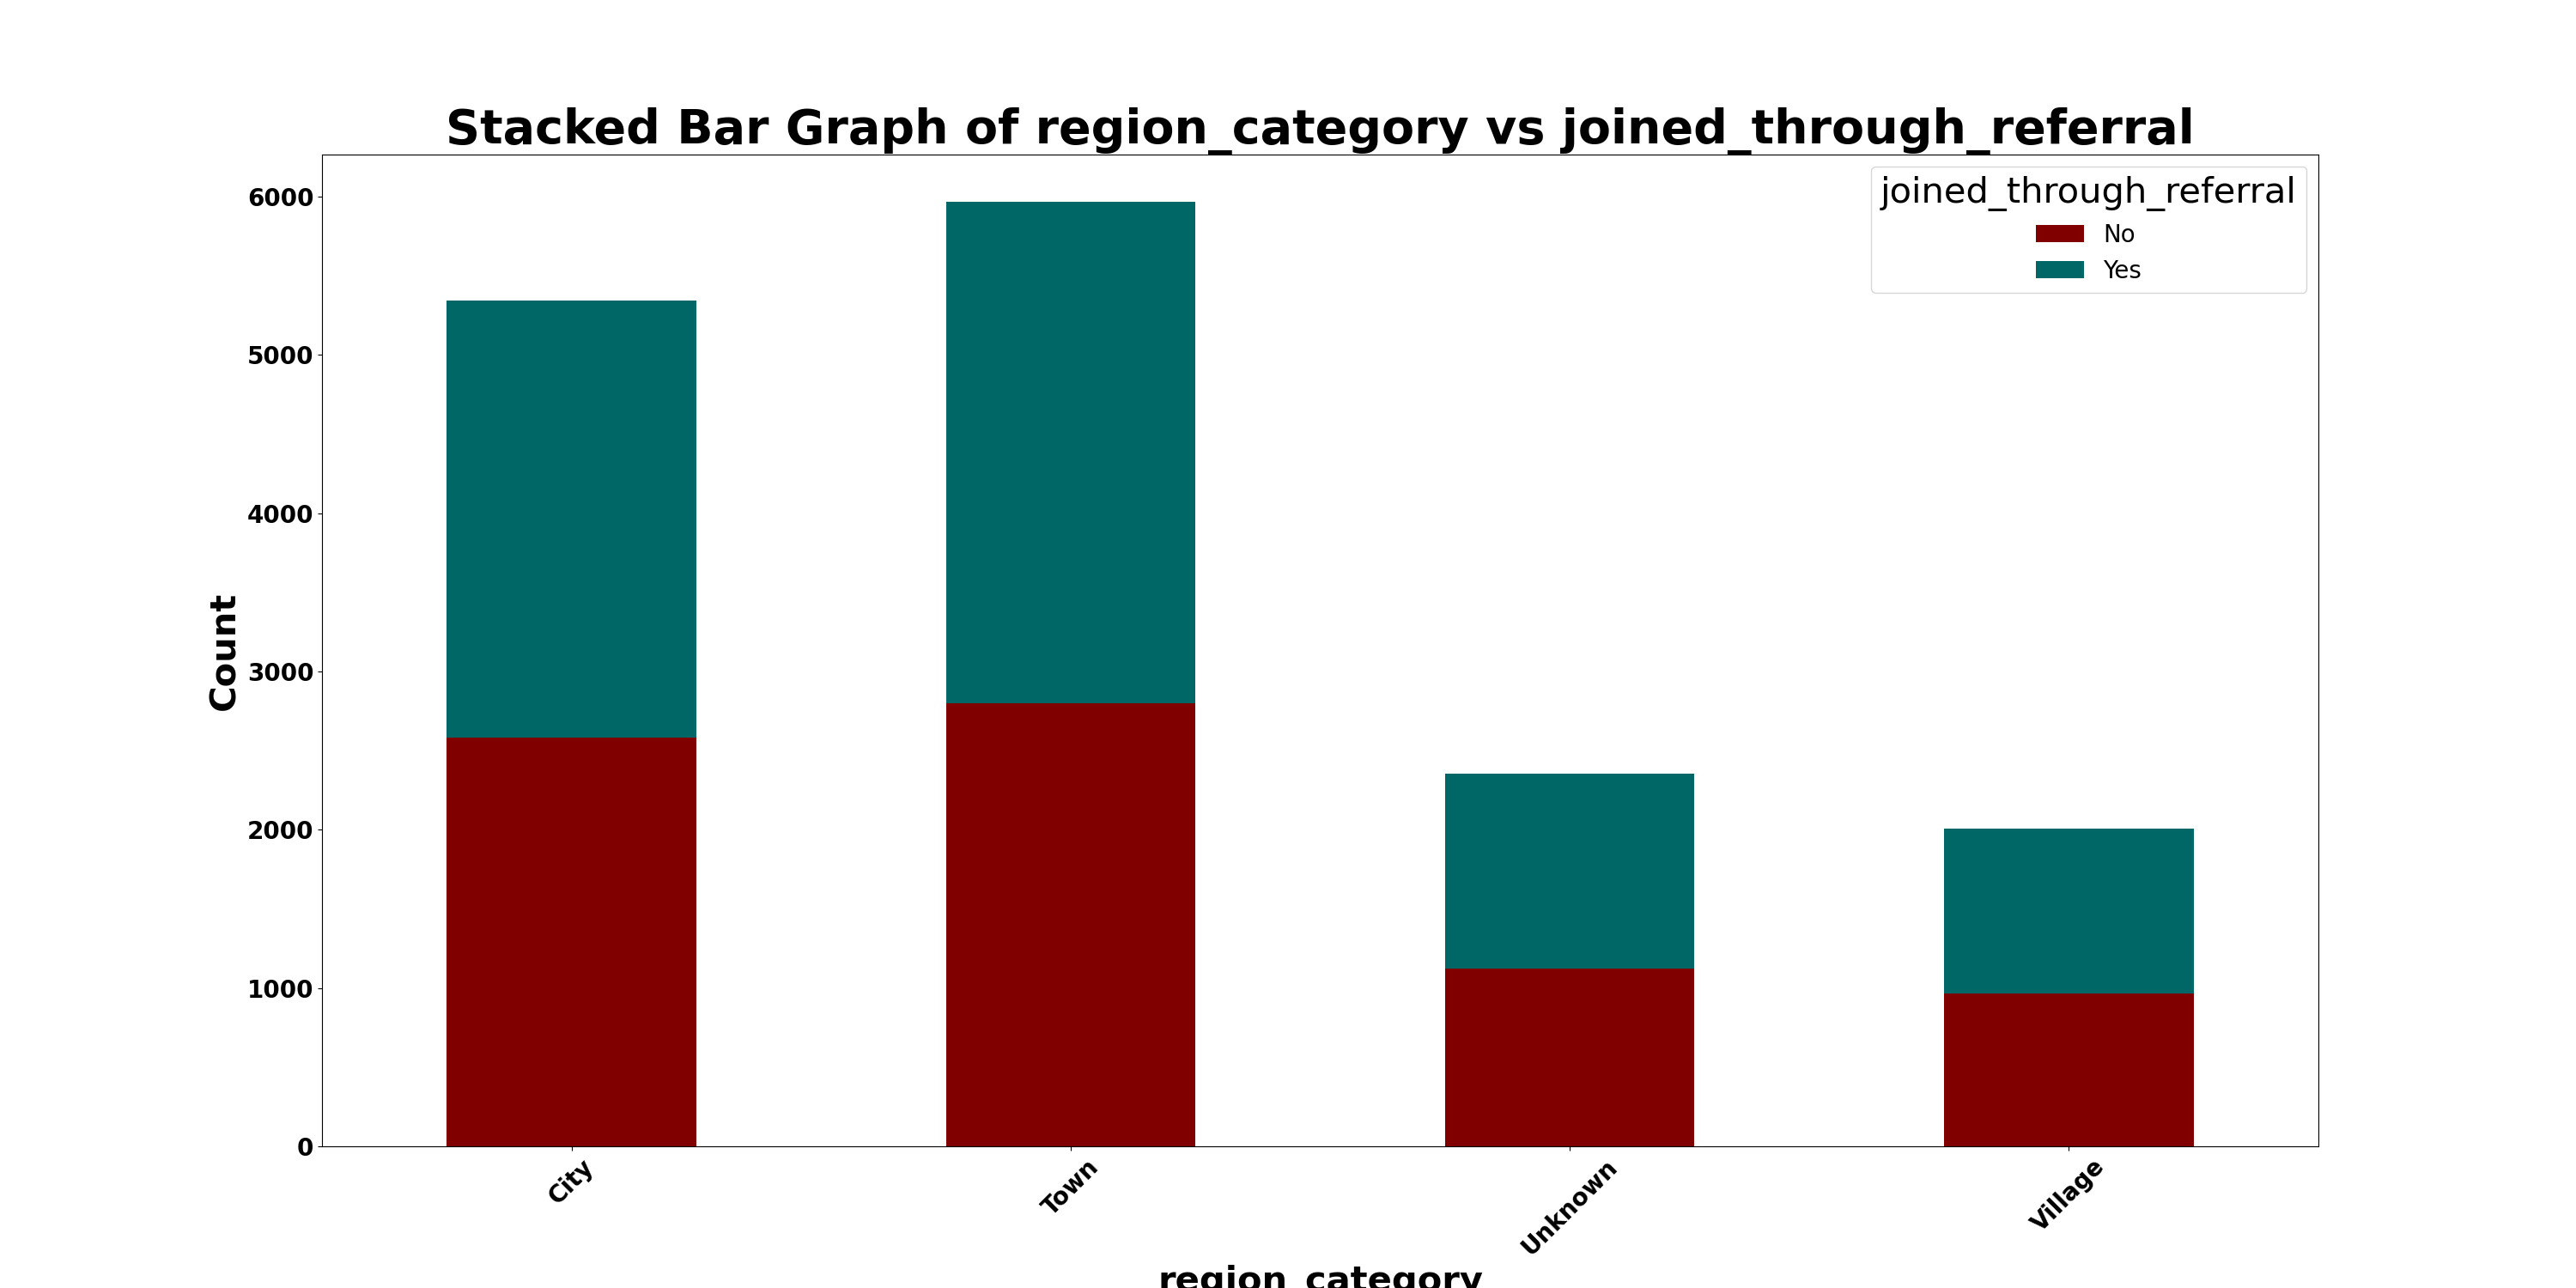 Stacked Bar Graph of region_category vs joined_through_referral
joined_through_referral
No
Yes
6000
5000
4000
3000
2000
1000
0
Count
City
Town
Unknown
Village
region_category